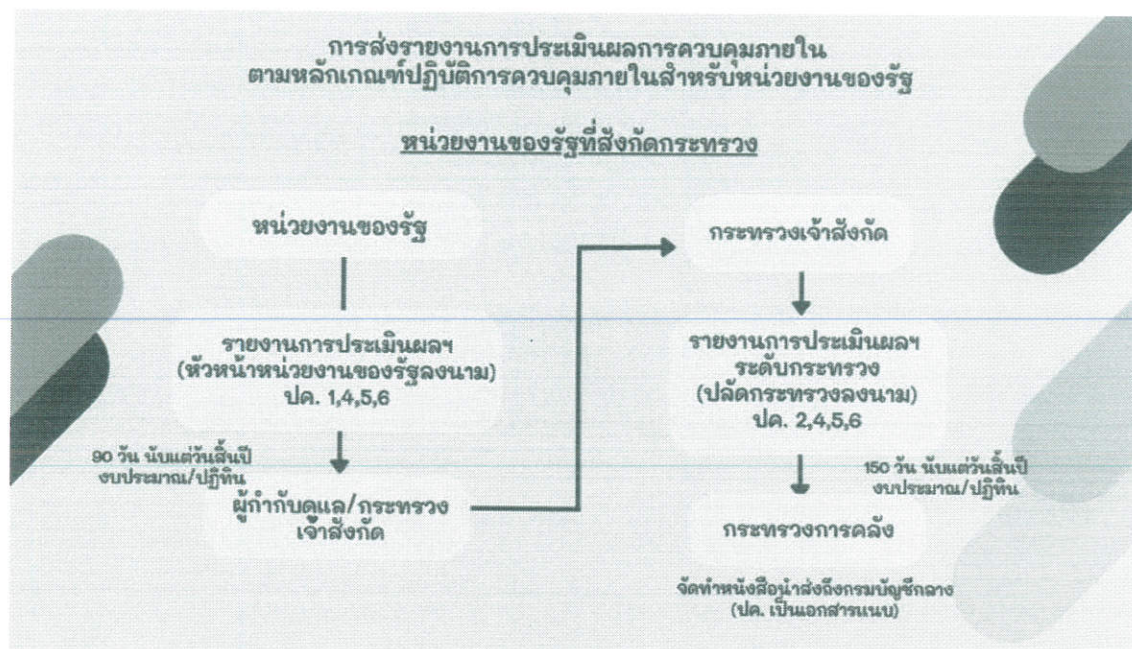 การส่งรายงานการประเมินผลการควบคุมภายใน
ตามหลักเกณฑ์ปฏิบัติการควบคุมภายในสำหรับหน่วยงานของรัฐ
หน่วยงานของรัฐที่สังกัดกระทรวง
หน่วยงานของรัฐ
รายงานการประเมินผลฯ
(หัวหน้าหน่วยงานของรัฐลงนาม)
ปค. 1,4,5,6
90 วัน นับแต่วันสิ้นปี
งบประมาณ/ปฏิทิน
ผู้กำกับดูแล/กระทรวง
เจ้าสังกัด
กระทรวงเจ้าสังกัด
รายงานการประเมินผลฯ
ระดับกระทรวง
(ปลัดกระทรวงลงนาม)
ปค. 2,4,5,6
150 วัน นับแต่วันสิ้นปี
งบประมาณ/ปฏิทิน
กระทรวงการคลัง
จัดทำหนังสือนำส่งถึงกรมบัญชีกลาง
(ปค. เป็นเอกสารแนบ)